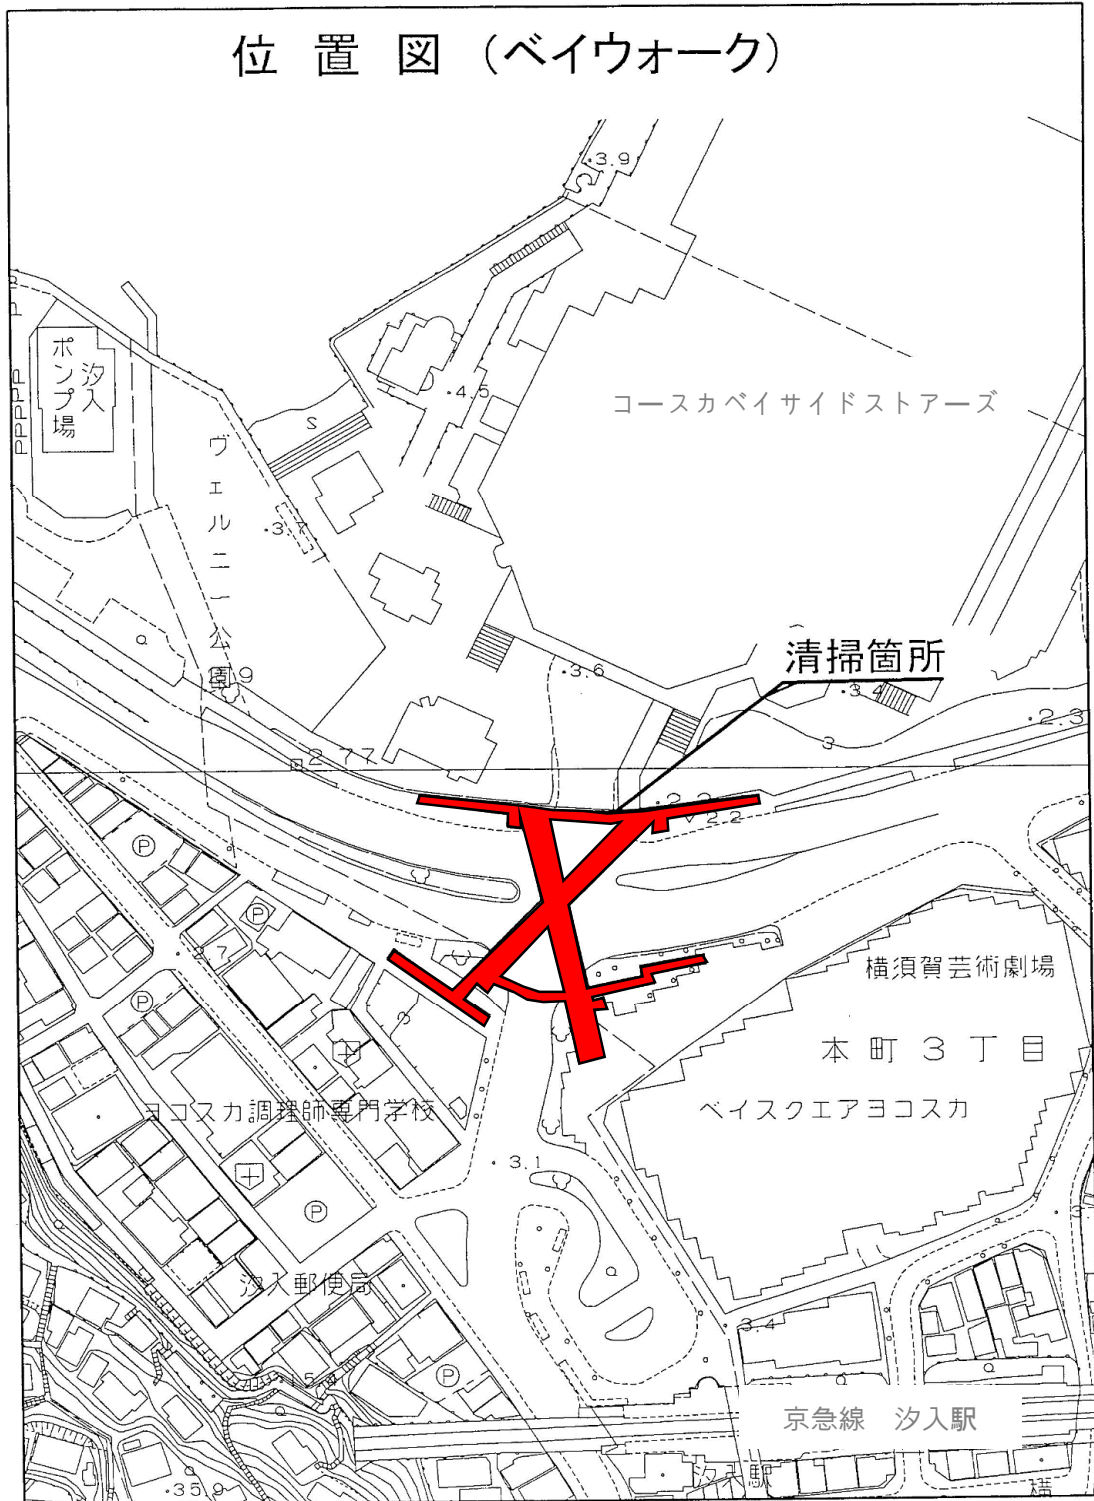 位置図（ベイウォーク）
3.9
汐入
ポンプ場
4.5
コースカベイサイドストアーズ
S
ヴェルニー公園
3.7
清掃箇所
3.6
3.4
2.3
3
2.77
2.2
P
P
2.7
P
横須賀芸術劇場
本町３丁目
ベイスクエアヨコスカ
ヨコスカ調理師専門学校
3.1
P
汐入郵便局
3.4
P
京急線　汐入駅
汐入駅
35.9
横